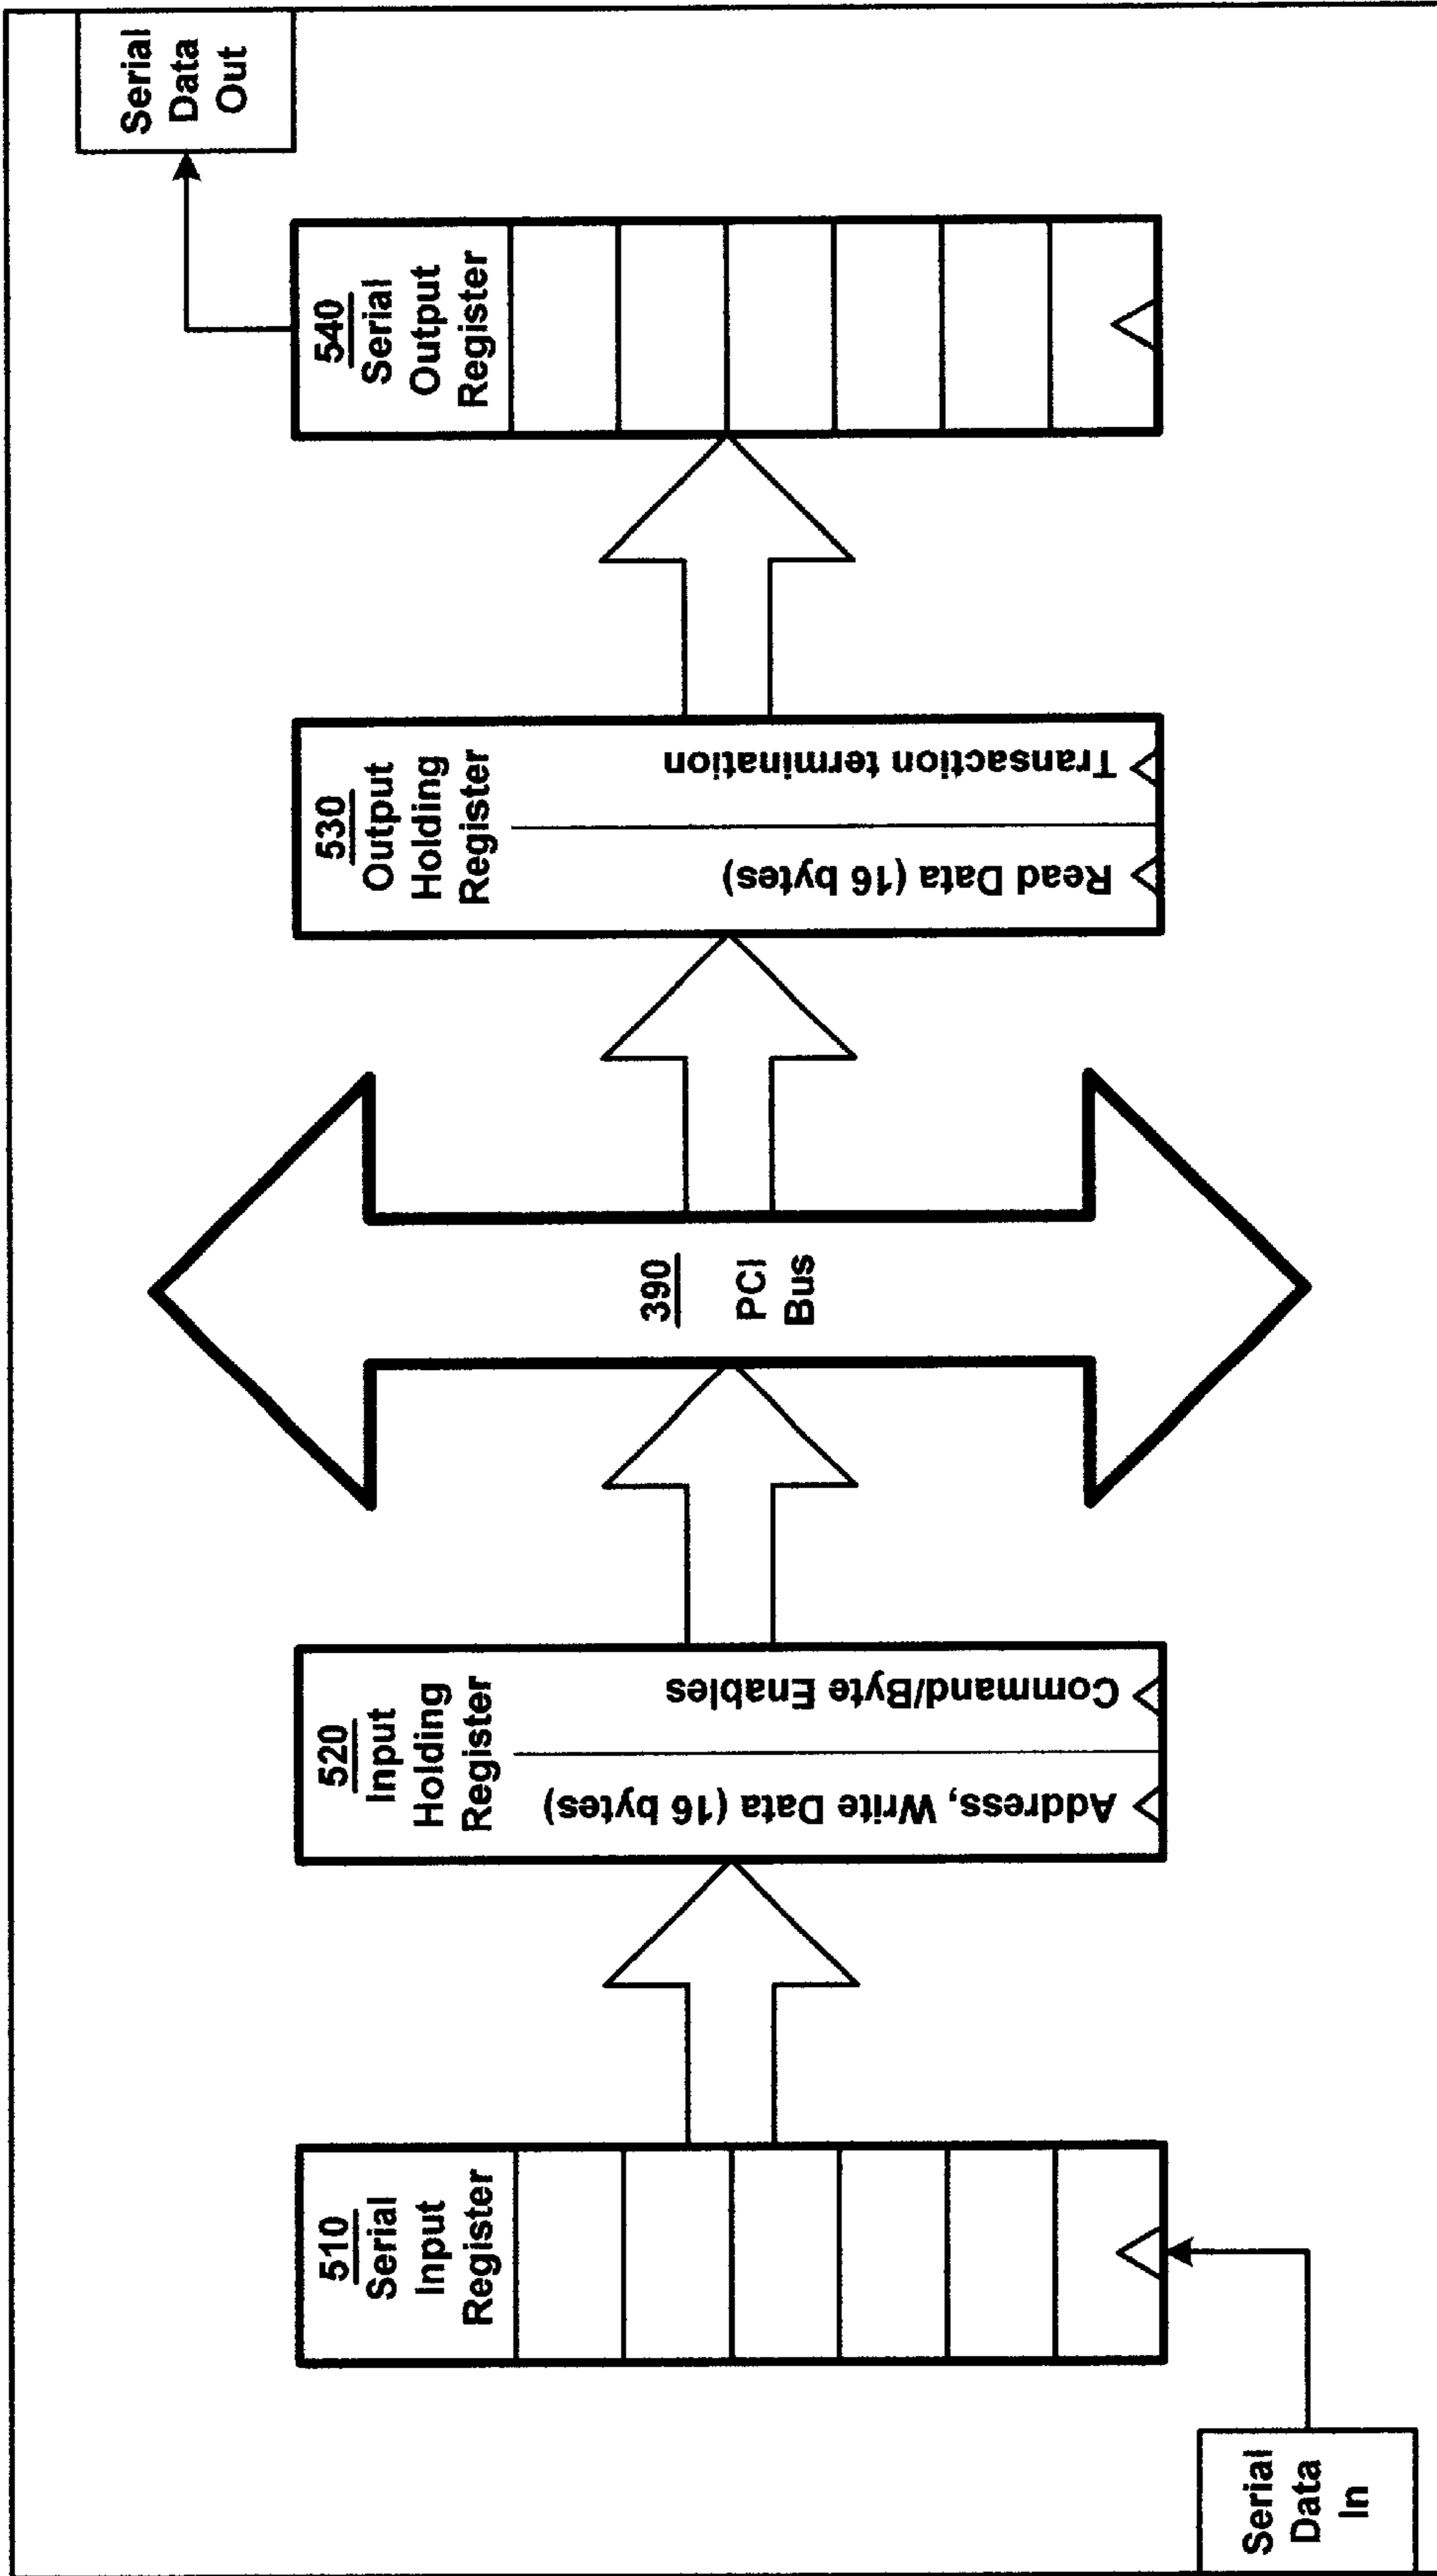 Serial
Data
In
510
Serial
Input
Register
520
Input
Holding
Register
Address, Write Data (16 bytes)
Command/Byte Enables
390
PCI
Bus
530
Output
Holding
Register
Read Data (16 bytes)
Transaction termination
540
Serial
Output
Register
Serial
Data
Out